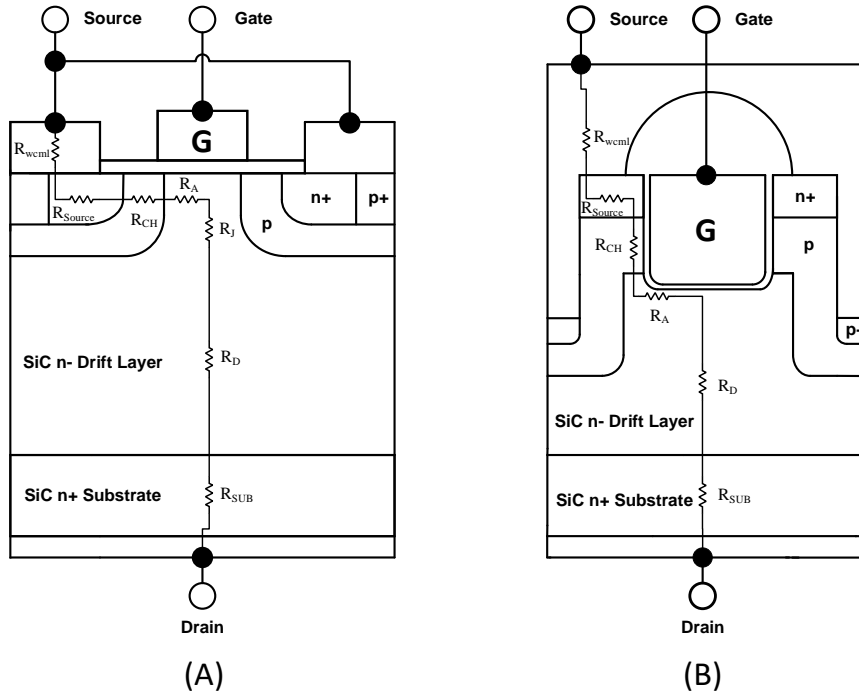 Source
Gate
Source
Gate
R_wcml
G
R_A
R_Source
R_CH
p
n+
p+
R_J
SiC n- Drift Layer
R_D
SiC n+ Substrate
R_SUB
Drain
(A)
R_wcml
R_Source
n+
G
R_CH
p
R_A
p-
R_D
SiC n- Drift Layer
SiC n+ Substrate
R_SUB
Drain
(B)